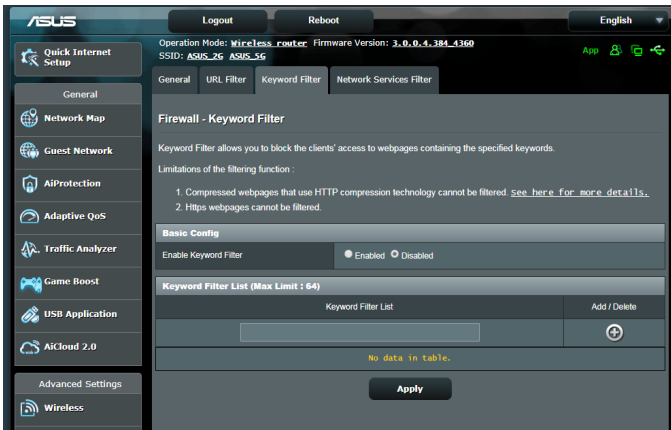 ASUS
Logout
Reboot
English
Operation Mode: Wireless router Firmware Version: 3.0.0.4.384_4360
SSID: ASUS_2G ASUS_5G
App
Quick Internet
Setup
General
Network Map
Guest Network
AiProtection
Adaptive QoS
Traffic Analyzer
Game Boost
USB Application
AiCloud 2.0
Advanced Settings
Wireless
General
URL Filter
Keyword Filter
Network Services Filter
Firewall - Keyword Filter
Keyword Filter allows you to block the clients' access to webpages containing the specified keywords.
Limitations of the filtering function :
1. Compressed webpages that use HTTP compression technology cannot be filtered. See here for more details.
2. Https webpages cannot be filtered.
Basic Config
Enable Keyword Filter
Enabled
Disabled
Keyword Filter List (Max Limit : 64)
Keyword Filter List
Add / Delete
No data in table.
Apply